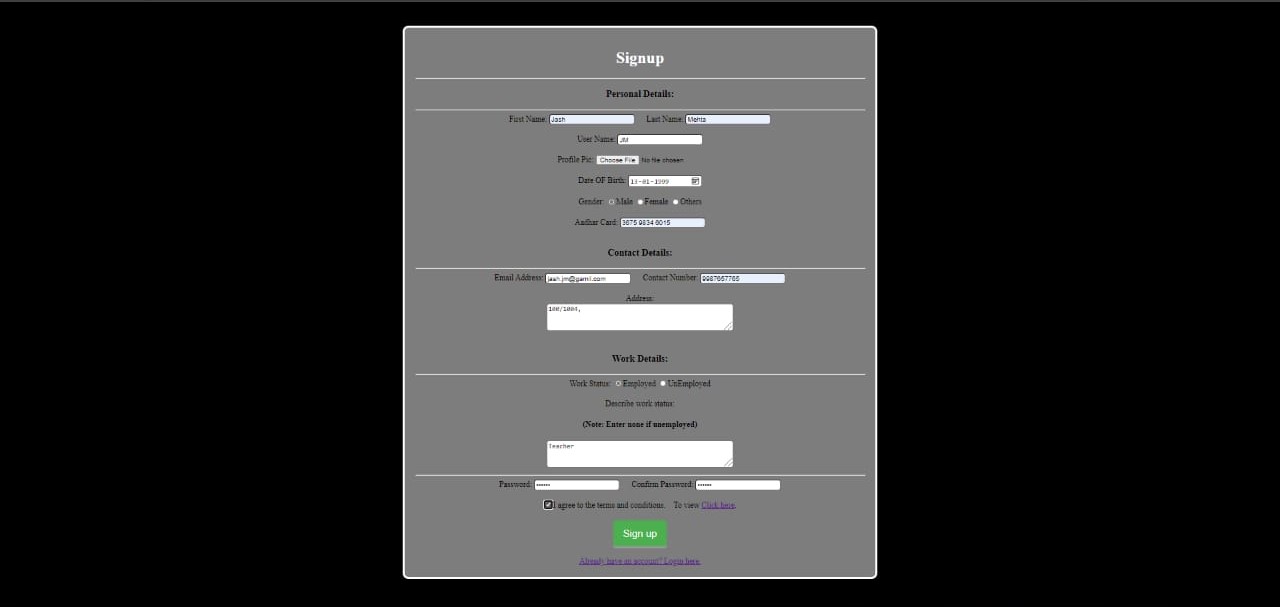 Signup
Personal Details:
First Name: Jash Last Name: Mehta
User Name: JM
Profile Pic: Choose File No file chosen
Date OF Birth: 13-01-1999
Gender: Male Female Others
Aadhar Card: 3675 9834 6015
Contact Details:
Email Address: jash.jm@gamil.com Contact Number: 9987657765
Address:
100/1004,
Work Details:
Work Status: Employed UnEmployed
Describe work status:
(Note: Enter none if unemployed)
Teacher
Password: •••••• Confirm Password: ••••••
I agree to the terms and conditions. To view Click here.
Sign up
Already have an account? Login here.